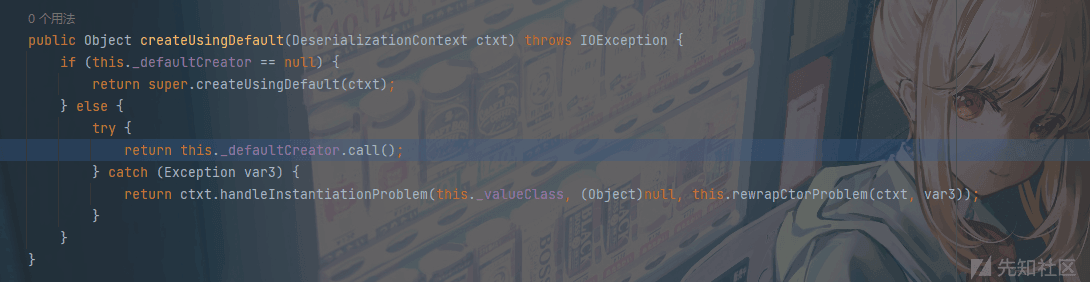 0 个用法
public Object createUsingDefault(DeserializationContext ctxt) throws IOException {
    if (this._defaultCreator == null) {
        return super.createUsingDefault(ctxt);
    } else {
        try {
            return this._defaultCreator.call();
        } catch (Exception var3) {
            return ctxt.handleInstantiationProblem(this._valueClass, (Object)null, this.rewrapCtorProblem(ctxt, var3));
        }
    }
}
先知社区